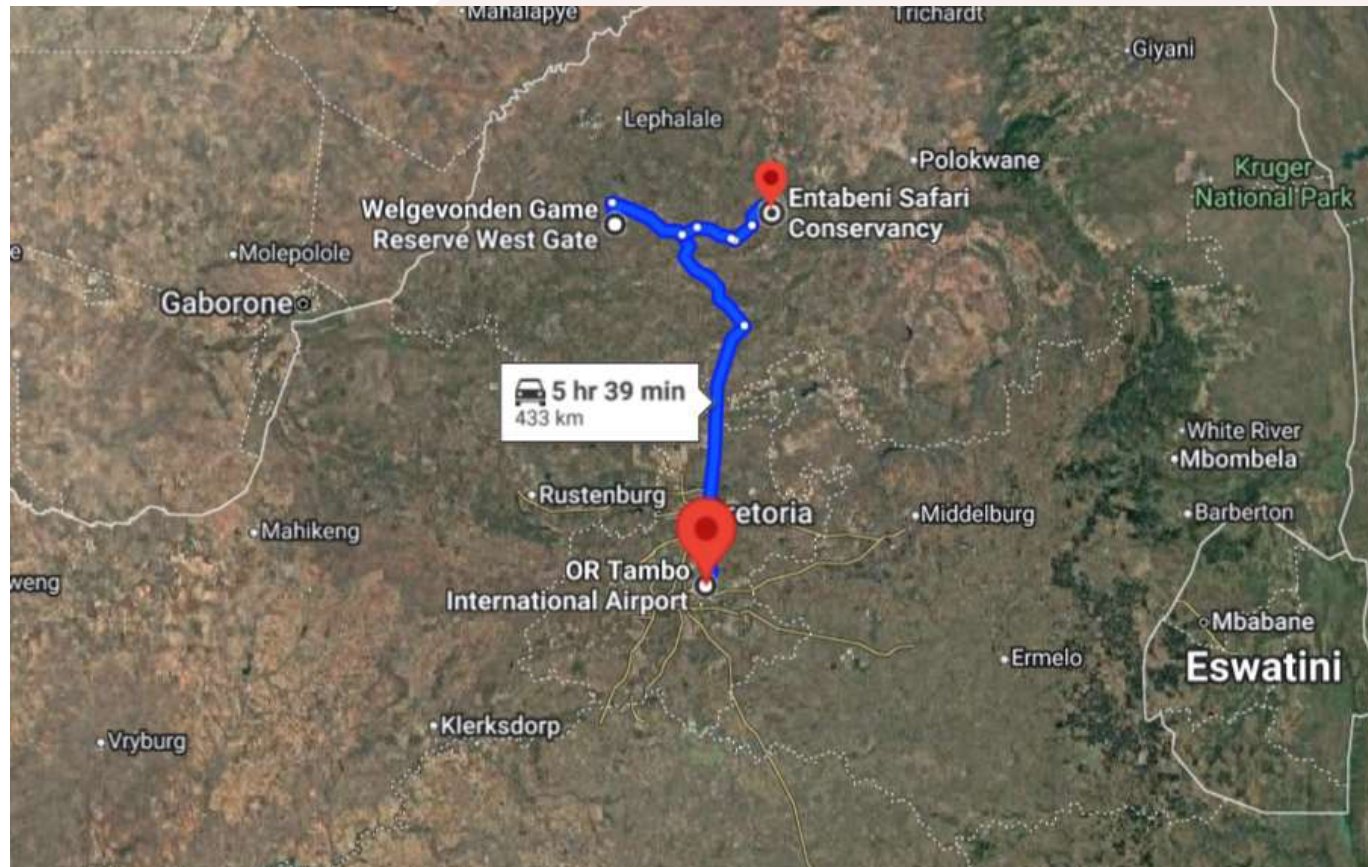 Mahalapye
Trichardt
Giyani
Lephalale
Polokwane
Kruger
National Park
Welgevonden Game
Reserve West Gate
Entabeni Safari
Conservancy
Molepolole
Gaborone
5 hr 39 min
433 km
White River
Mbombela
Rustenburg
retoria
Middelburg
Barberton
Mahikeng
weng
OR Tambo
International Airport
Mbabane
Ermelo
Eswatini
Klerksdorp
Vryburg